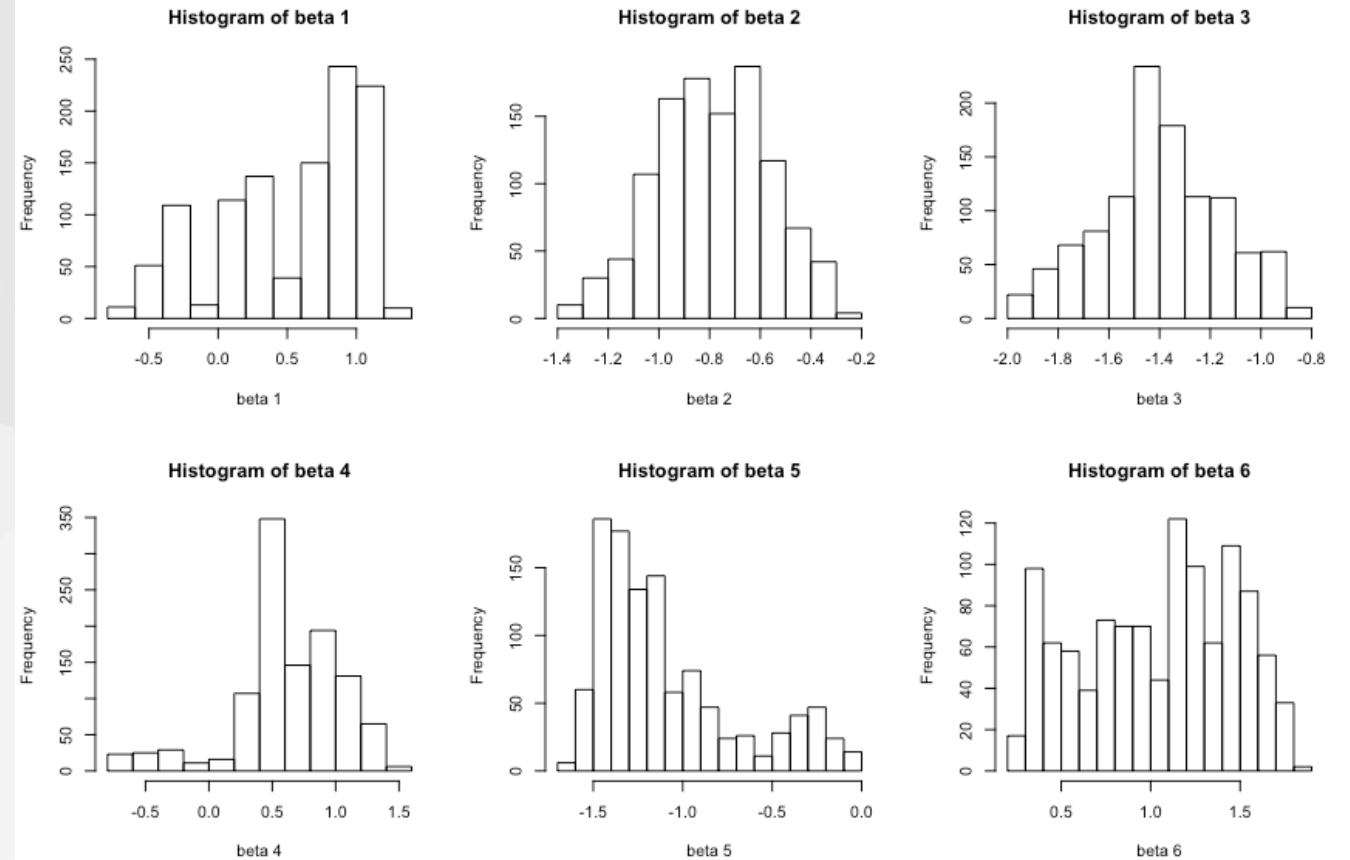 Histogram of beta 1
250
200
150
100
50
0
Frequency
-0.5 0.0 0.5 1.0
beta 1
Histogram of beta 2
150
100
50
0
Frequency
-1.4 -1.2 -1.0 -0.8 -0.6 -0.4 -0.2
beta 2
Histogram of beta 3
200
150
100
50
0
Frequency
-2.0 -1.8 -1.6 -1.4 -1.2 -1.0 -0.8
beta 3
Histogram of beta 4
350
250
150
50
0
Frequency
-0.5 0.0 0.5 1.0 1.5
beta 4
Histogram of beta 5
150
100
50
0
Frequency
-1.5 -1.0 -0.5 0.0
beta 5
Histogram of beta 6
120
100
80
60
40
20
0
Frequency
0.5 1.0 1.5
beta 6